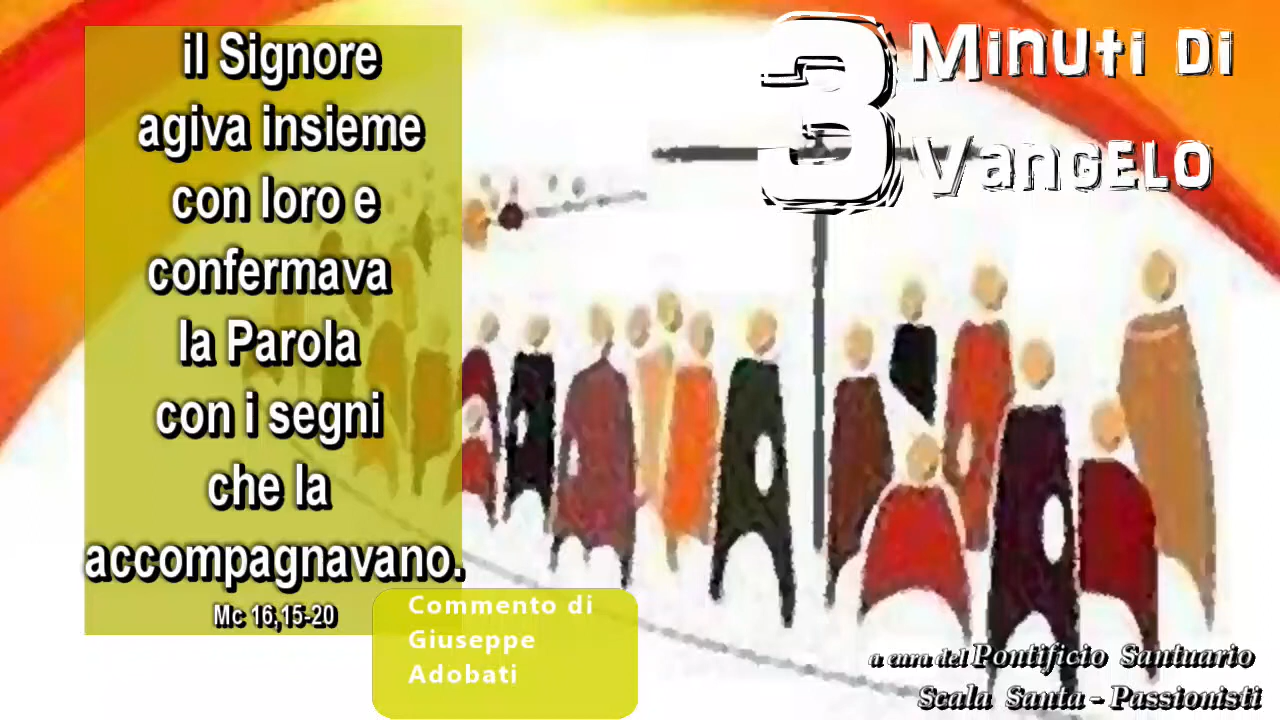 il Signore
agiva insieme
con loro e
confermava
la Parola
con i segni
che la
accompagnavano.
Mc 16,15-20
Commento di
Giuseppe
Adobati
3 Minuti Di
Vangelo
a cura del Pontificio Santuario
Scala Santa - Passionisti